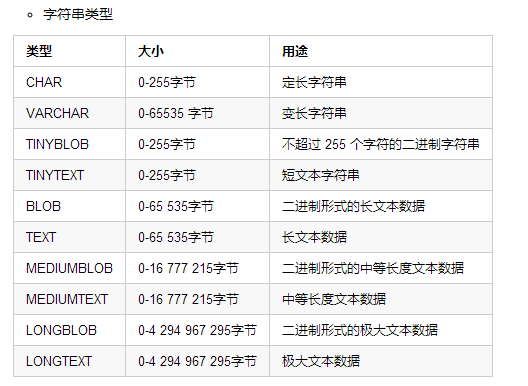 字符串类型
类型 大小 用途
CHAR 0-255字节 定长字符串
VARCHAR 0-65535 字节 变长字符串
TINYBLOB 0-255字节 不超过 255 个字符的二进制字符串
TINYTEXT 0-255字节 短文本字符串
BLOB 0-65 535字节 二进制形式的长文本数据
TEXT 0-65 535字节 长文本数据
MEDIUMBLOB 0-16 777 215字节 二进制形式的中等长度文本数据
MEDIUMTEXT 0-16 777 215字节 中等长度文本数据
LONGBLOB 0-4 294 967 295字节 二进制形式的极大文本数据
LONGTEXT 0-4 294 967 295字节 极大文本数据